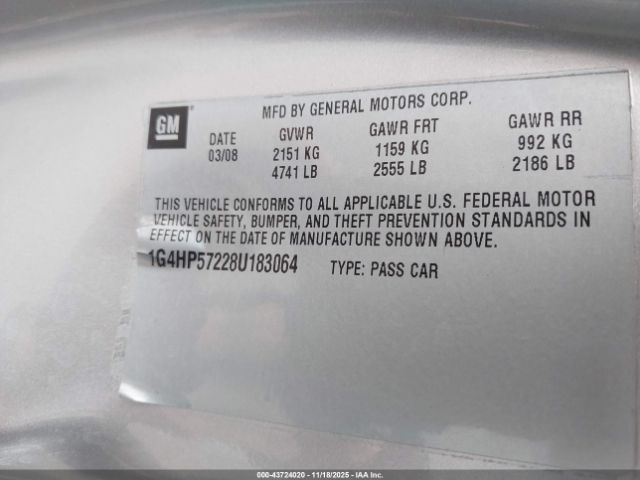 MFD BY GENERAL MOTORS CORP.
GM
DATE GVWR GAWR FRT GAWR RR
03/08 2151 KG 1159 KG 992 KG
4741 LB 2555 LB 2186 LB
THIS VEHICLE CONFORMS TO ALL APPLICABLE U.S. FEDERAL MOTOR
VEHICLE SAFETY, BUMPER, AND THEFT PREVENTION STANDARDS IN
EFFECT ON THE DATE OF MANUFACTURE SHOWN ABOVE.
1G4HP57228U183064 TYPE: PASS CAR
000-43724020 - 11/18/2025 - IAAI.COM